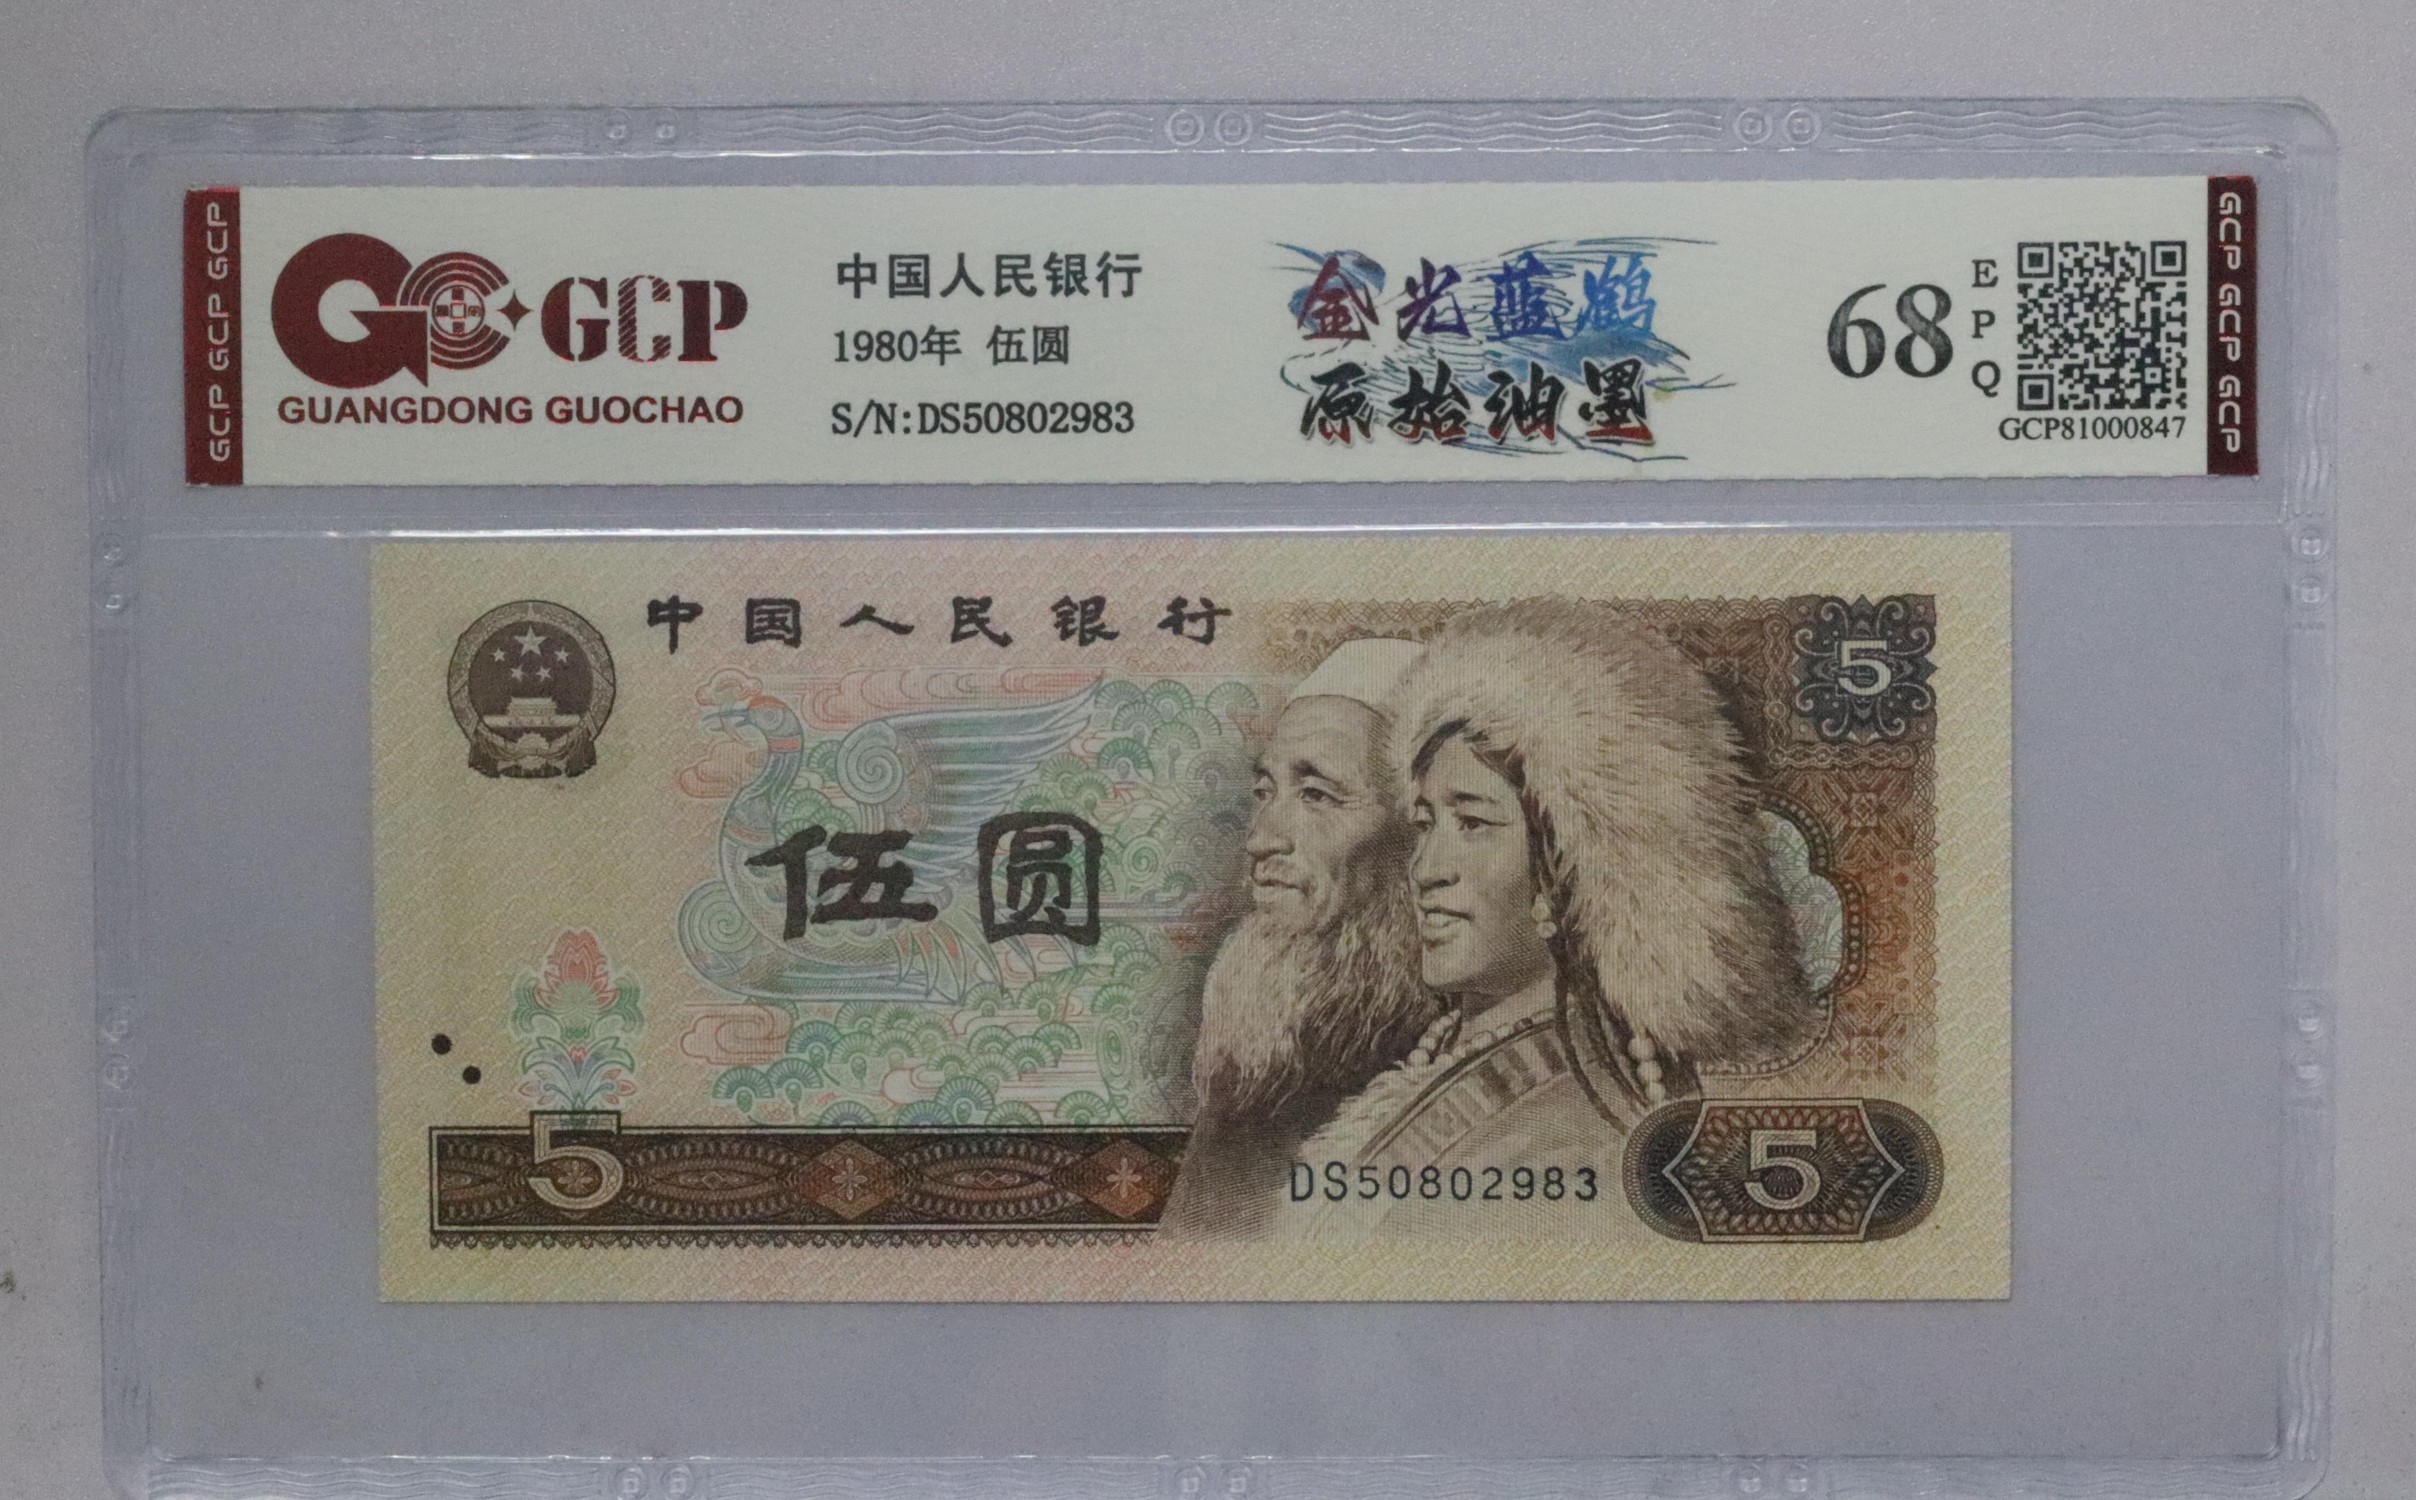 GCP GCP GCP
GCP
GUANGDONG GUOCHAO
中国人民银行
1980年 伍圆
S/N:DS50802983
金光蓝鹤
原始油墨
68
EPQ
GCP81000847
GCP GCP GCP
中国人民银行
5
伍圆
5
DS50802983
5